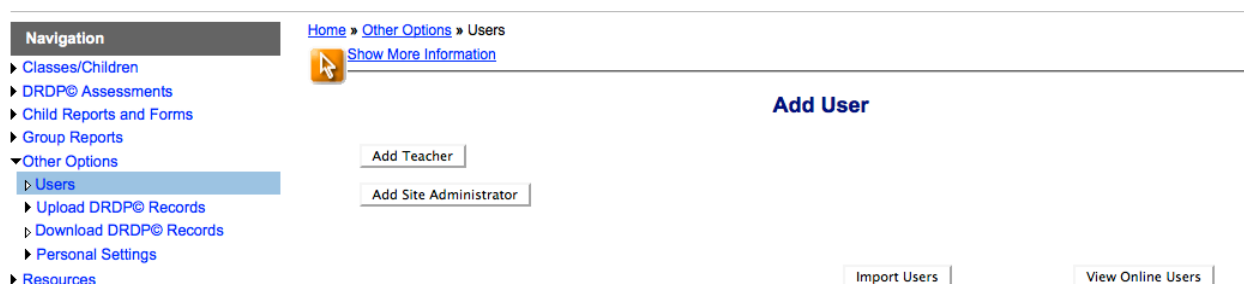 Navigation
Classes/Children
DRDP© Assessments
Child Reports and Forms
Group Reports
Other Options
Users
Upload DRDP© Records
Download DRDP© Records
Personal Settings
Resources
Home » Other Options » Users
Show More Information
Add User
Add Teacher
Add Site Administrator
Import Users
View Online Users